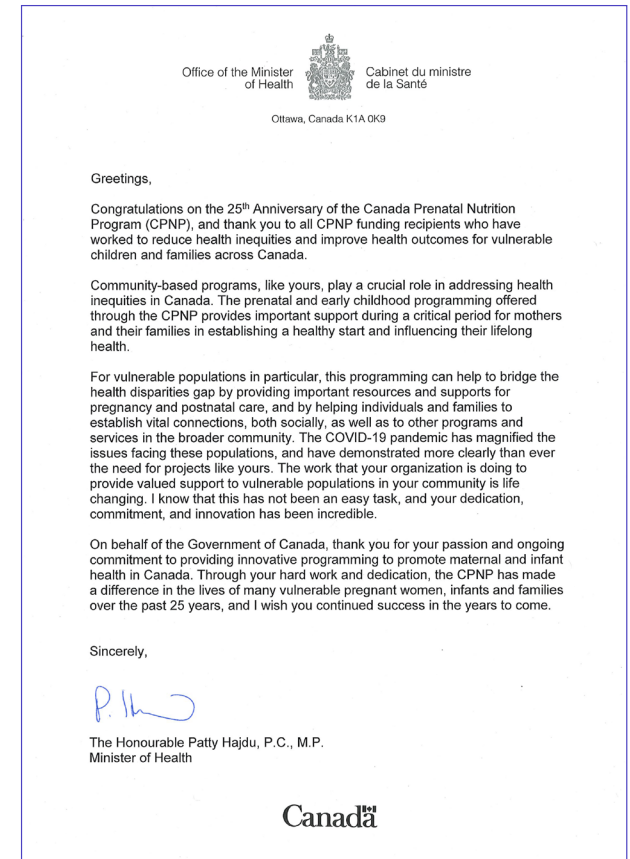 Office of the Minister
of Health
Cabinet du ministre
de la Santé
Ottawa, Canada K1A 0K9
Greetings,
Congratulations on the 25th Anniversary of the Canada Prenatal Nutrition
Program (CPNP), and thank you to all CPNP funding recipients who have
worked to reduce health inequities and improve health outcomes for vulnerable
children and families across Canada.
Community-based programs, like yours, play a crucial role in addressing health
inequities in Canada. The prenatal and early childhood programming offered
through the CPNP provides important support during a critical period for mothers
and their families in establishing a healthy start and influencing their lifelong
health.
For vulnerable populations in particular, this programming can help to bridge the
health disparities gap by providing important resources and supports for
pregnancy and postnatal care, and by helping individuals and families to
establish vital connections, both socially, as well as to other programs and
services in the broader community. The COVID-19 pandemic has magnified the
issues facing these populations, and have demonstrated more clearly than ever
the need for projects like yours. The work that your organization is doing to
provide valued support to vulnerable populations in your community is life
changing. I know that this has not been an easy task, and your dedication,
commitment, and innovation has been incredible.
On behalf of the Government of Canada, thank you for your passion and ongoing
commitment to providing innovative programming to promote maternal and infant
health in Canada. Through your hard work and dedication, the CPNP has made
a difference in the lives of many vulnerable pregnant women, infants and families
over the past 25 years, and I wish you continued success in the years to come.
Sincerely,
The Honourable Patty Hajdu, P.C., M.P.
Minister of Health
Canada